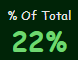 % Of Total
22%